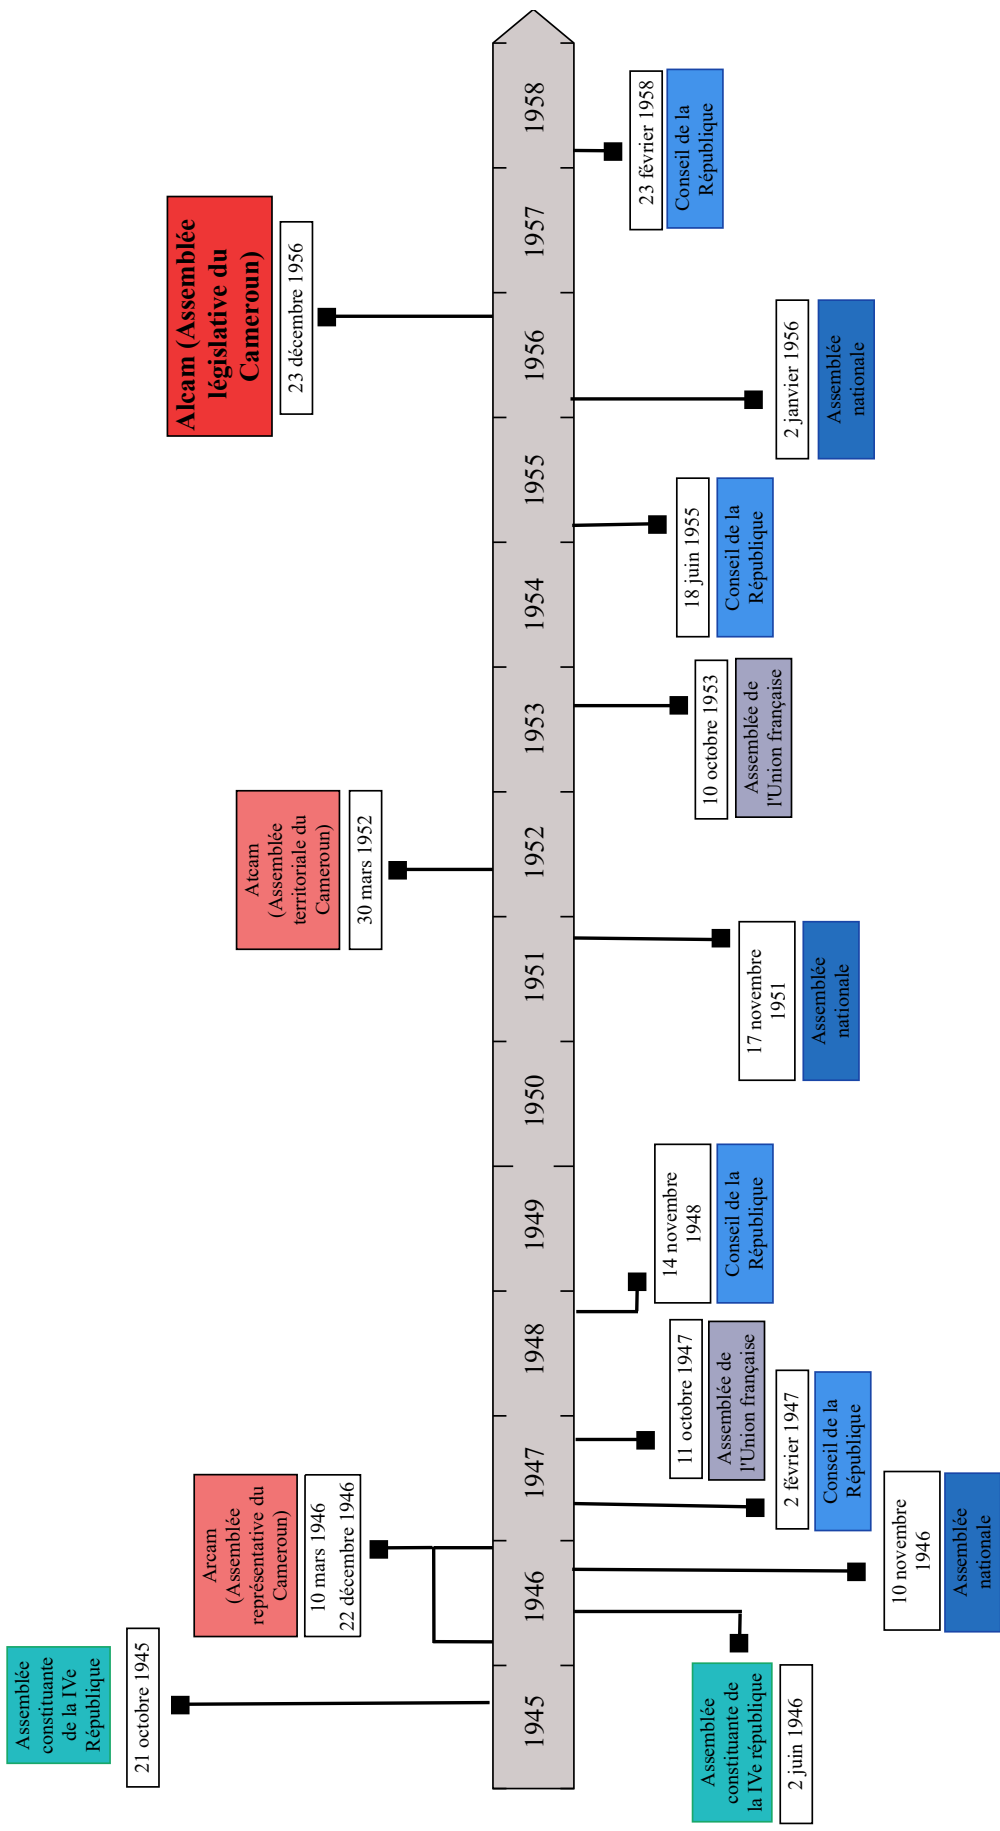 Assemblée
constituante
de la IVe
République
21 octobre 1945
Arcam
(Assemblée
représentative du
Cameroun)
10 mars 1946
22 décembre 1946
Atcam
(Assemblée
territoriale du
Cameroun)
30 mars 1952
Alcam (Assemblée
législative du
Cameroun)
23 décembre 1956
1945
1946
1947
1948
1949
1950
1951
1952
1953
1954
1955
1956
1957
1958
Assemblée
constituante de
la IVe république
2 juin 1946
10 novembre
1946
Assemblée
nationale
2 février 1947
Conseil de la
République
11 octobre 1947
Assemblée de
l'Union française
14 novembre
1948
Conseil de la
République
17 novembre
1951
Assemblée
nationale
10 octobre 1953
Assemblée de
l'Union française
18 juin 1955
Conseil de la
République
2 janvier 1956
Assemblée
nationale
23 février 1958
Conseil de la
République